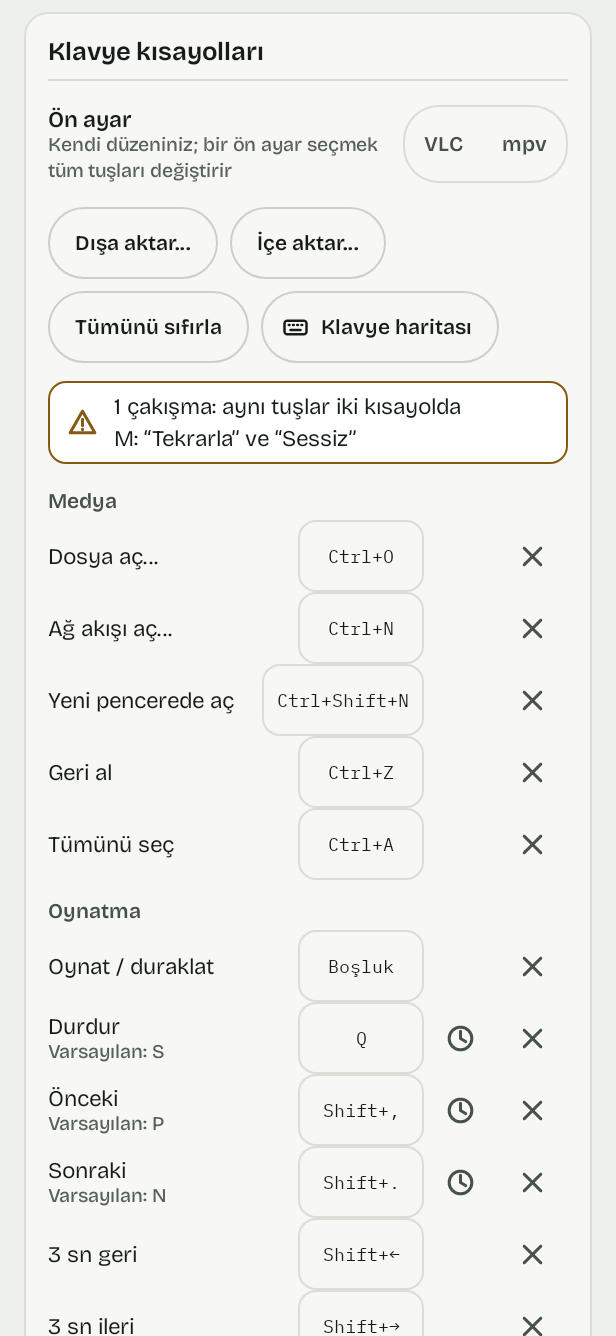 Klavye kısayolları
Ön ayar
Kendi düzeniniz; bir ön ayar seçmek
tüm tuşları değiştirir
VLC mpv
Dışa aktar... İçe aktar...
Tümünü sıfırla Klavye haritası
1 çakışma: aynı tuşlar iki kısayolda
M: “Tekrarla” ve “Sessiz”
Medya
Dosya aç... Ctrl+O
Ağ akışı aç... Ctrl+N
Yeni pencerede aç Ctrl+Shift+N
Geri al Ctrl+Z
Tümünü seç Ctrl+A
Oynatma
Oynat / duraklat Boşluk
Durdur Q
Varsayılan: S
Önceki Shift+,
Varsayılan: P
Sonraki Shift+.
Varsayılan: N
3 sn geri Shift+←
3 sn ileri Shift+→